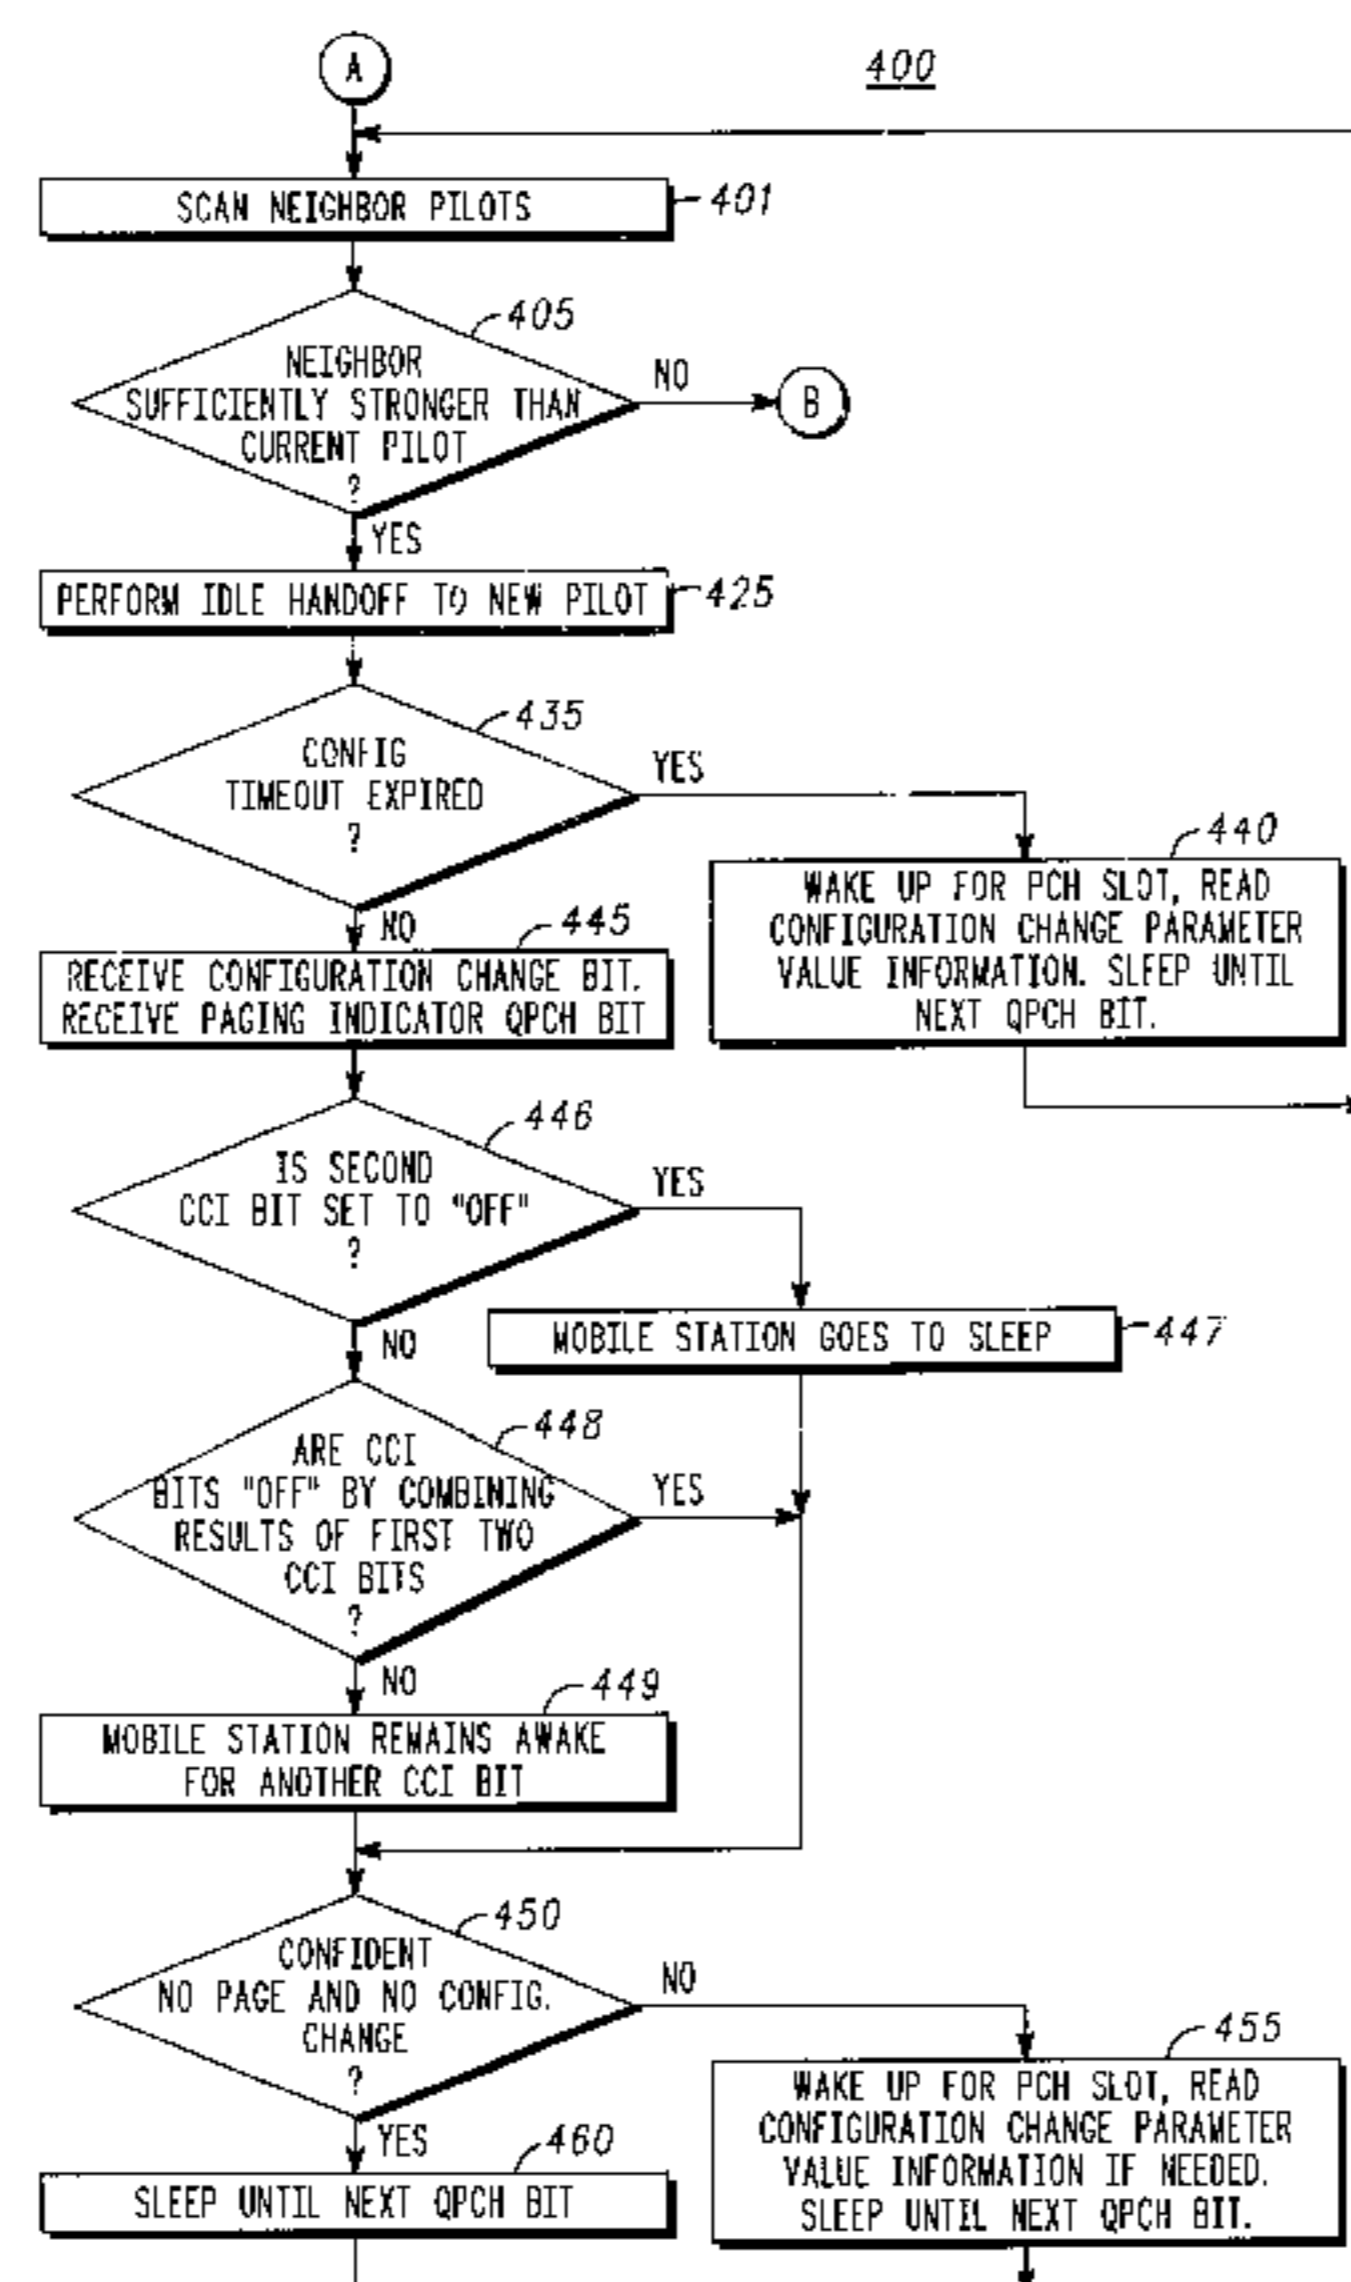 A
400
SCAN NEIGHBOR PILOTS
401
405
NEIGHBOR
SUFFICIENTLY STRONGER THAN
CURRENT PILOT
?
NO
B
YES
PERFORM IDLE HANDOFF TO NEW PILOT
425
435
CONFIG
TIMEOUT EXPIRED
?
YES
440
WAKE UP FOR PCH SLOT, READ
CONFIGURATION CHANGE PARAMETER
VALUE INFORMATION. SLEEP UNTIL
NEXT QPCH BIT.
NO
445
RECEIVE CONFIGURATION CHANGE BIT.
RECEIVE PAGING INDICATOR QPCH BIT
446
IS SECOND
CCI BIT SET TO "OFF"
?
YES
MOBILE STATION GOES TO SLEEP
447
NO
448
ARE CCI
BITS "OFF" BY COMBINING
RESULTS OF FIRST TWO
CCI BITS
?
YES
NO
449
MOBILE STATION REMAINS AWAKE
FOR ANOTHER CCI BIT
450
CONFIDENT
NO PAGE AND NO CONFIG.
CHANGE
?
NO
455
WAKE UP FOR PCH SLOT, READ
CONFIGURATION CHANGE PARAMETER
VALUE INFORMATION IF NEEDED.
SLEEP UNTIL NEXT QPCH BIT.
YES
460
SLEEP UNTIL NEXT QPCH BIT